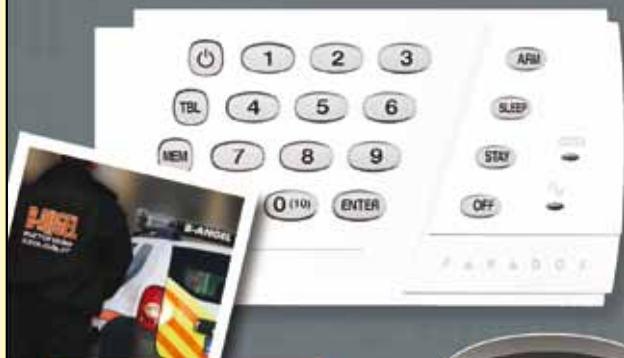 1 2 3 ARM
TBL 4 5 6 SLEEP
MEM 7 8 9 STAY
0(10) ENTER OFF
PARADOX
B-ANGEL